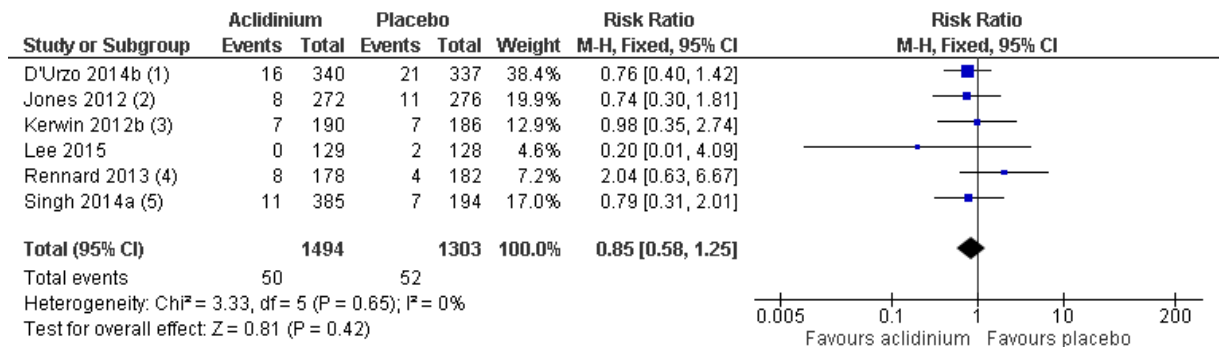 Aclidinium Placebo Risk Ratio Risk Ratio
Study or Subgroup Events Total Events Total Weight M-H, Fixed, 95% CI M-H, Fixed, 95% CI
D'Urzo 2014b (1) 16 340 21 337 38.4% 0.76 [0.40, 1.42]
Jones 2012 (2) 8 272 11 276 19.9% 0.74 [0.30, 1.81]
Kerwin 2012b (3) 7 190 7 186 12.9% 0.98 [0.35, 2.74]
Lee 2015 0 129 2 128 4.6% 0.20 [0.01, 4.09]
Rennard 2013 (4) 8 178 4 182 7.2% 2.04 [0.63, 6.67]
Singh 2014a (5) 11 385 7 194 17.0% 0.79 [0.31, 2.01]
Total (95% CI) 1494 1303 100.0% 0.85 [0.58, 1.25]
Total events 50 52
Heterogeneity: Chi² = 3.33, df = 5 (P = 0.65); I² = 0%
Test for overall effect: Z = 0.81 (P = 0.42)
0.005 0.1 1 10 200
Favours aclidinium Favours placebo